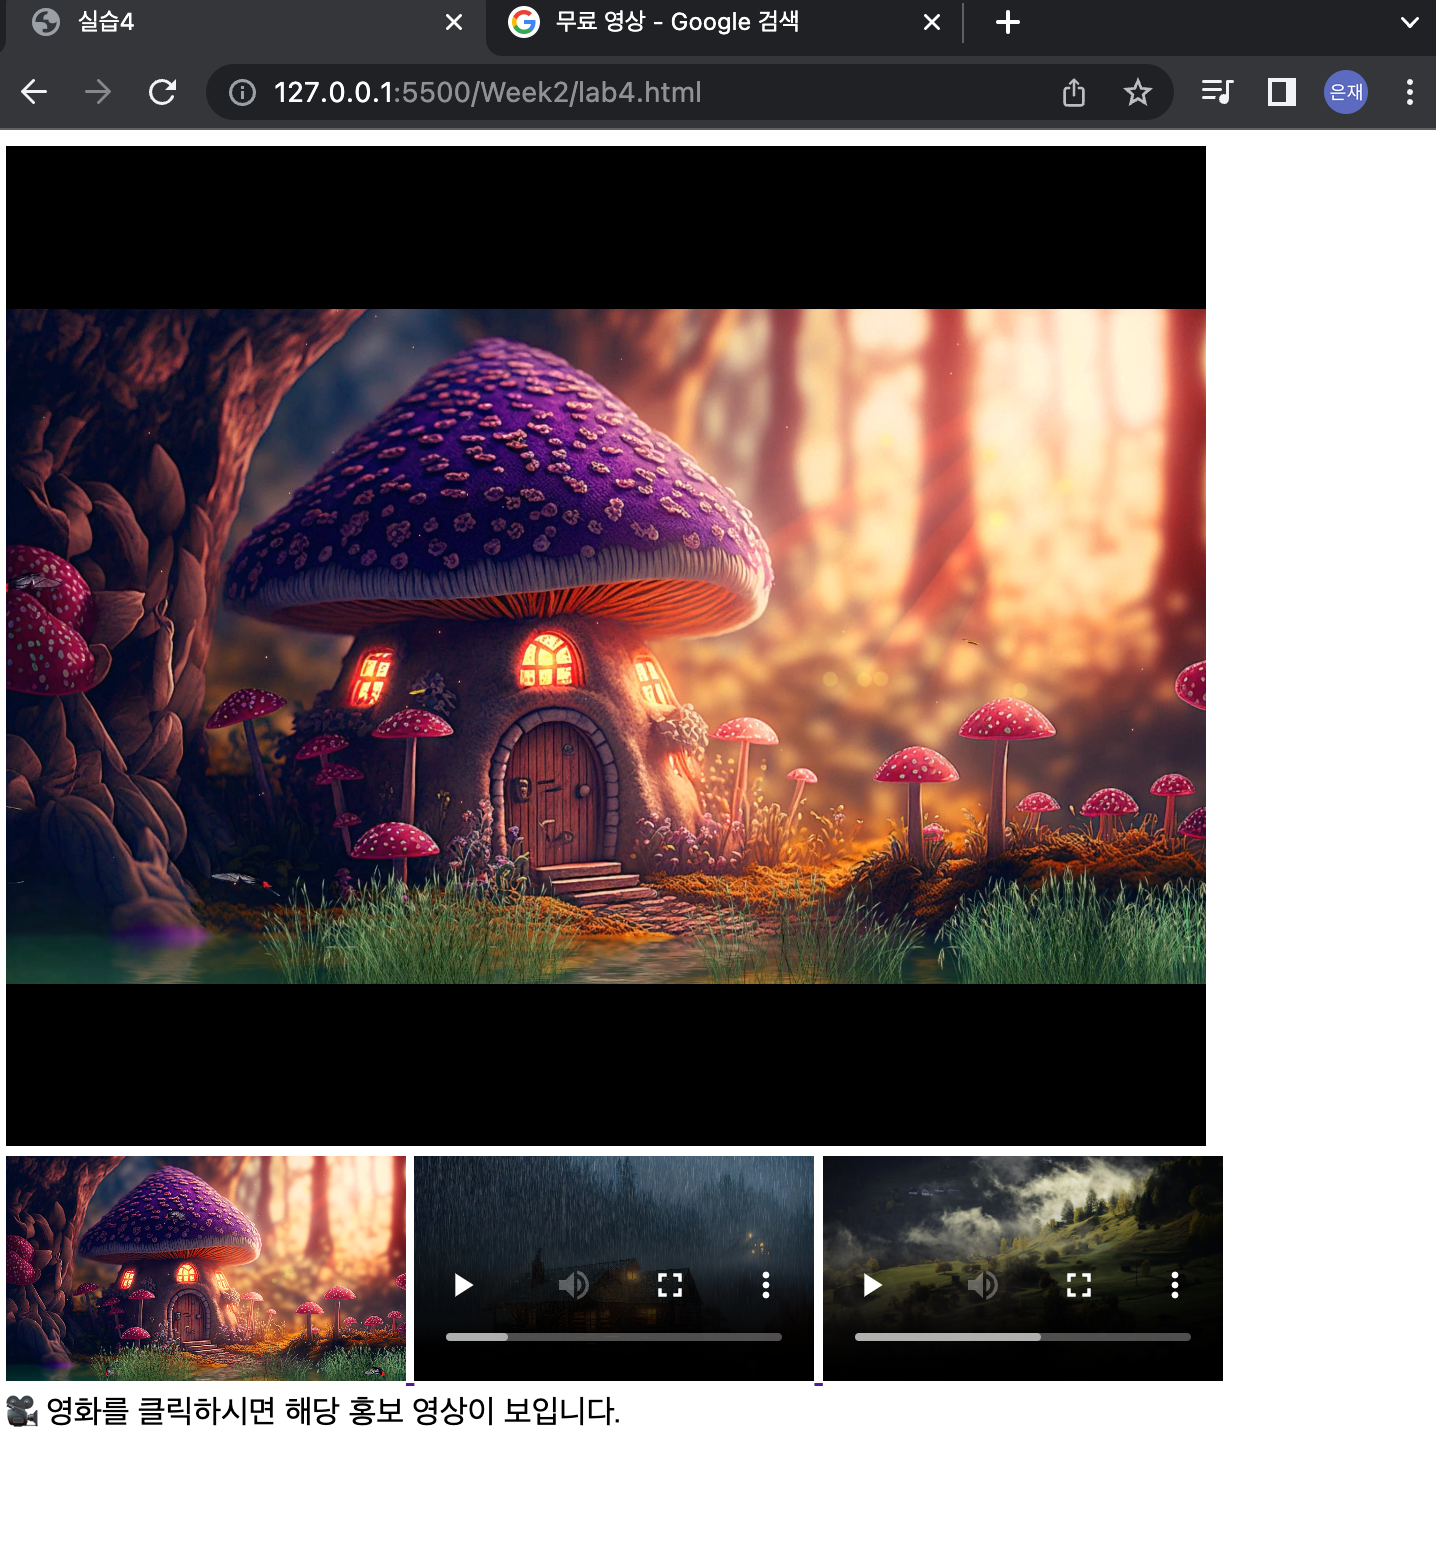 실습4
무료 영상 - Google 검색
127.0.0.1:5500/Week2/lab4.html
은재
영화를 클릭하시면 해당 홍보 영상이 보입니다.